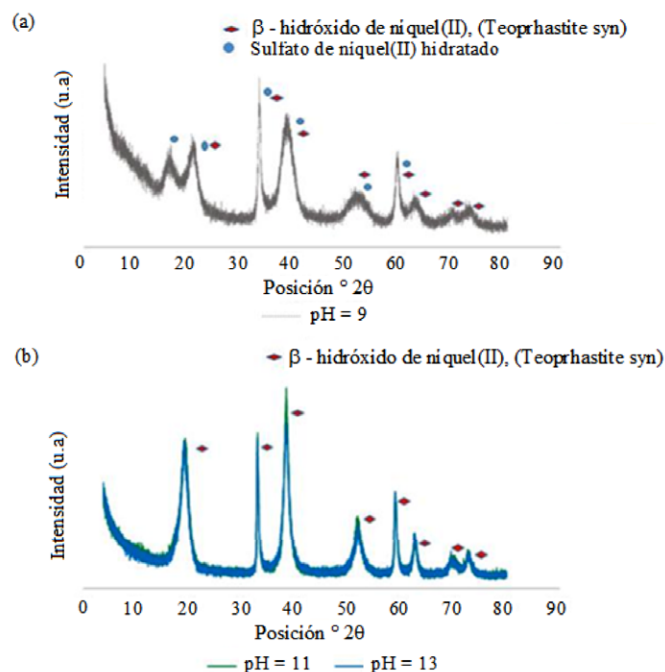 (a)
β - hidróxido de niquel(II), (Teoprhastite syn)
Sulfato de niquel(II) hidratado
Intensidad (u.a)
0 10 20 30 40 50 60 70 80 90
Posición ° 2θ
pH = 9
(b)
β - hidróxido de niquel(II), (Teoprhastite syn)
Intensidad (u.a)
0 10 20 30 40 50 60 70 80 90
Posición ° 2θ
pH = 11 pH = 13